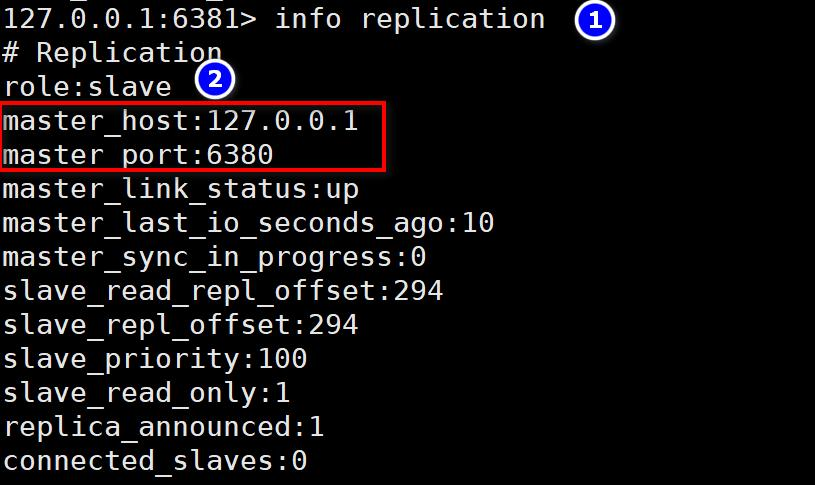 127.0.0.1:6381> info replication 1
# Replication
role:slave 2
master_host:127.0.0.1
master_port:6380
master_link_status:up
master_last_io_seconds_ago:10
master_sync_in_progress:0
slave_read_repl_offset:294
slave_repl_offset:294
slave_priority:100
slave_read_only:1
replica_announced:1
connected_slaves:0